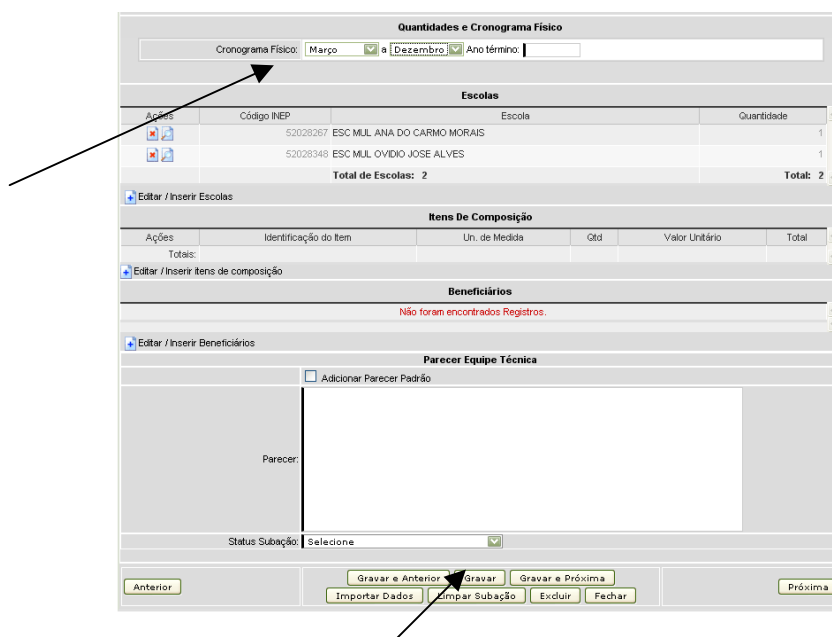 Quantidades e Cronograma Físico
Cronograma Físico: Março a Dezembro Ano término:
Escolas
Ações Código INEP Escola Quantidade
52028267 ESC MUL ANA DO CARMO MORAIS 1
52028348 ESC MUL OVIDIO JOSE ALVES 1
Total de Escolas: 2 Total: 2
Editar / Inserir Escolas
Itens De Composição
Ações Identificação do Item Un. de Medida Qtd Valor Unitário Total
Totais:
Editar / Inserir itens de composição
Beneficiários
Não foram encontrados Registros.
Editar / Inserir Beneficiários
Parecer Equipe Técnica
Adicionar Parecer Padrão
Parecer:
Status Subação: Selecione
Anterior Gravar e Anterior Gravar Gravar e Próxima Próxima
Importar Dados Limpar Subação Excluir Fechar